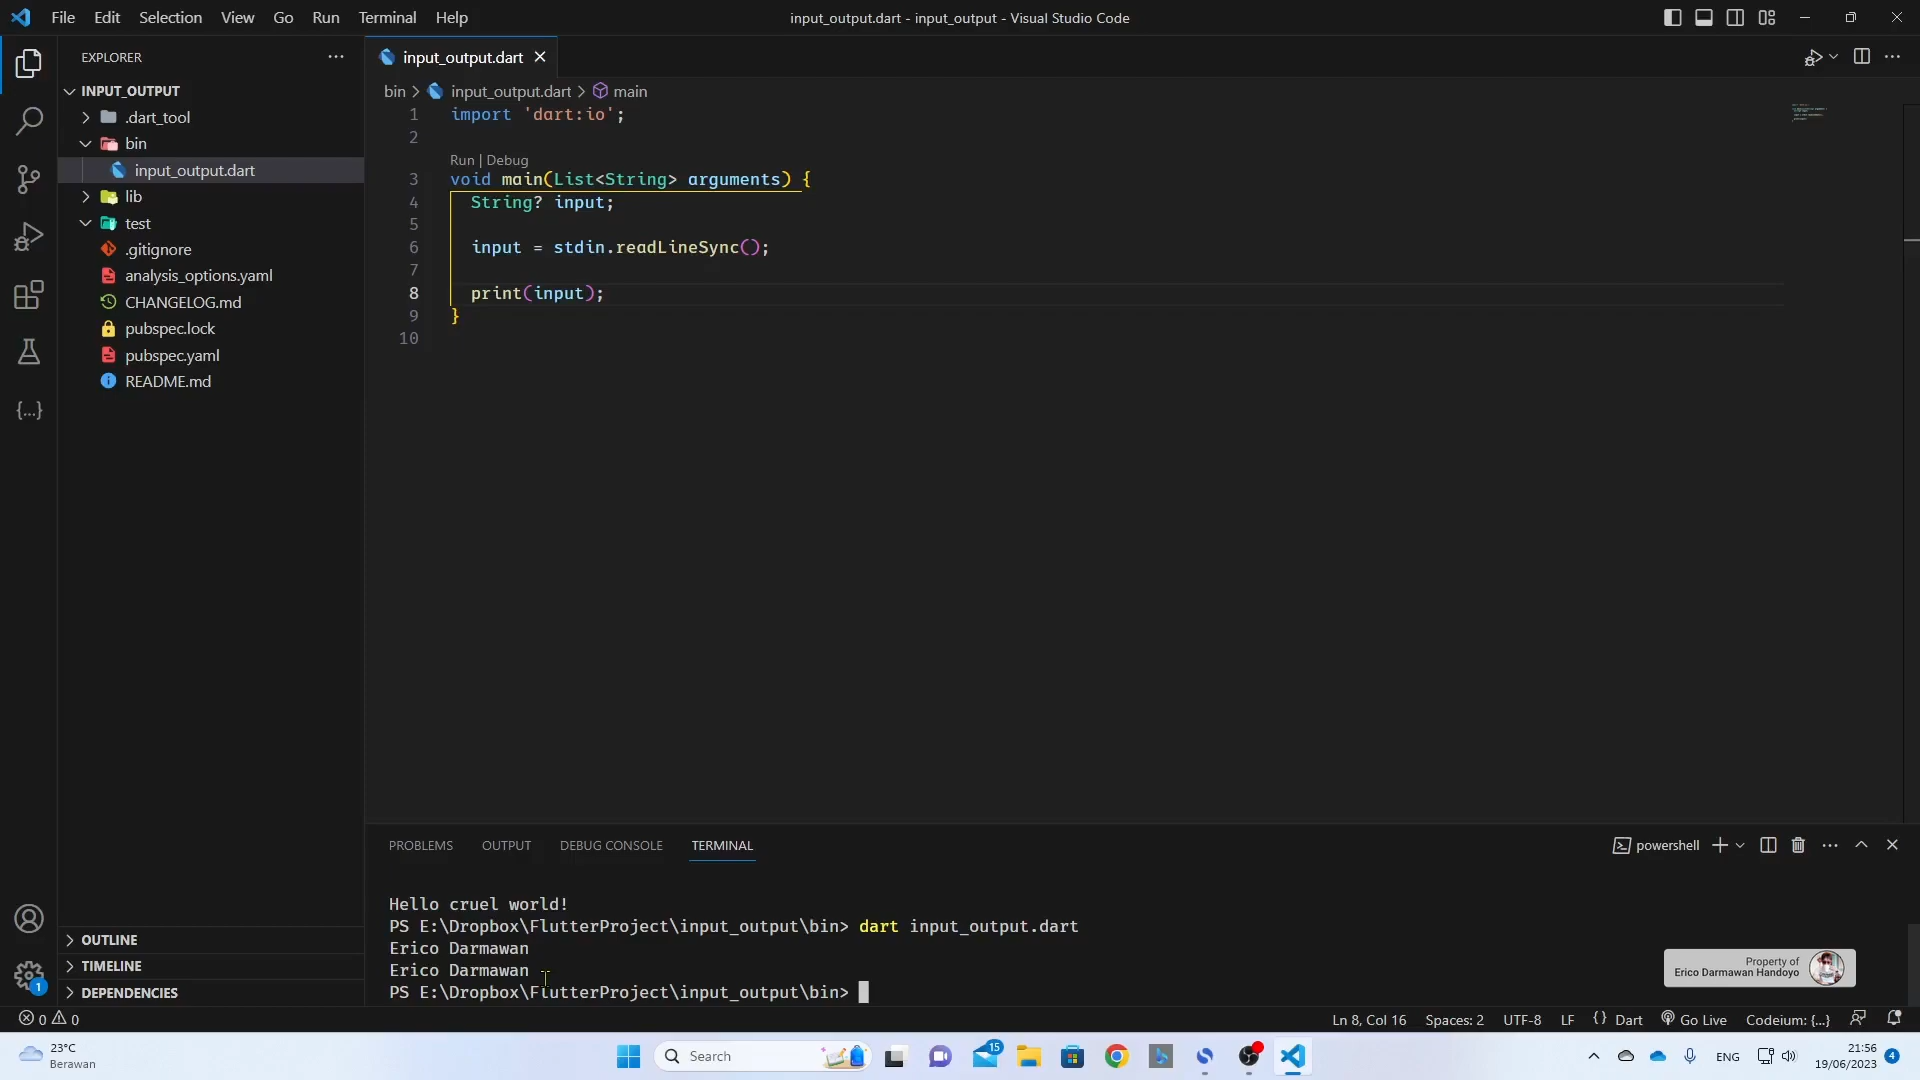 File Edit Selection View Go Run Terminal Help
input_output.dart - input_output - Visual Studio Code
EXPLORER
INPUT_OUTPUT
.dart_tool
bin
input_output.dart
lib
test
.gitignore
analysis_options.yaml
CHANGELOG.md
pubspec.lock
pubspec.yaml
README.md
OUTLINE
TIMELINE
DEPENDENCIES
input_output.dart
bin > input_output.dart > main
1 import 'dart:io';
2
Run | Debug
3 void main(List<String> arguments) {
4 String? input;
5
6 input = stdin.readLineSync();
7
8 print(input);
9 }
10
PROBLEMS OUTPUT DEBUG CONSOLE TERMINAL
powershell
Hello cruel world!
PS E:\Dropbox\FlutterProject\input_output\bin> dart input_output.dart
Erico Darmawan
Erico Darmawan
PS E:\Dropbox\FlutterProject\input_output\bin>
Property of
Erico Darmawan Handoyo
1
0 0
Ln 8, Col 16 Spaces: 2 UTF-8 LF {} Dart Go Live Codeium: {...}
23°C
Berawan
Search
15
ENG
21:56
19/06/2023
4